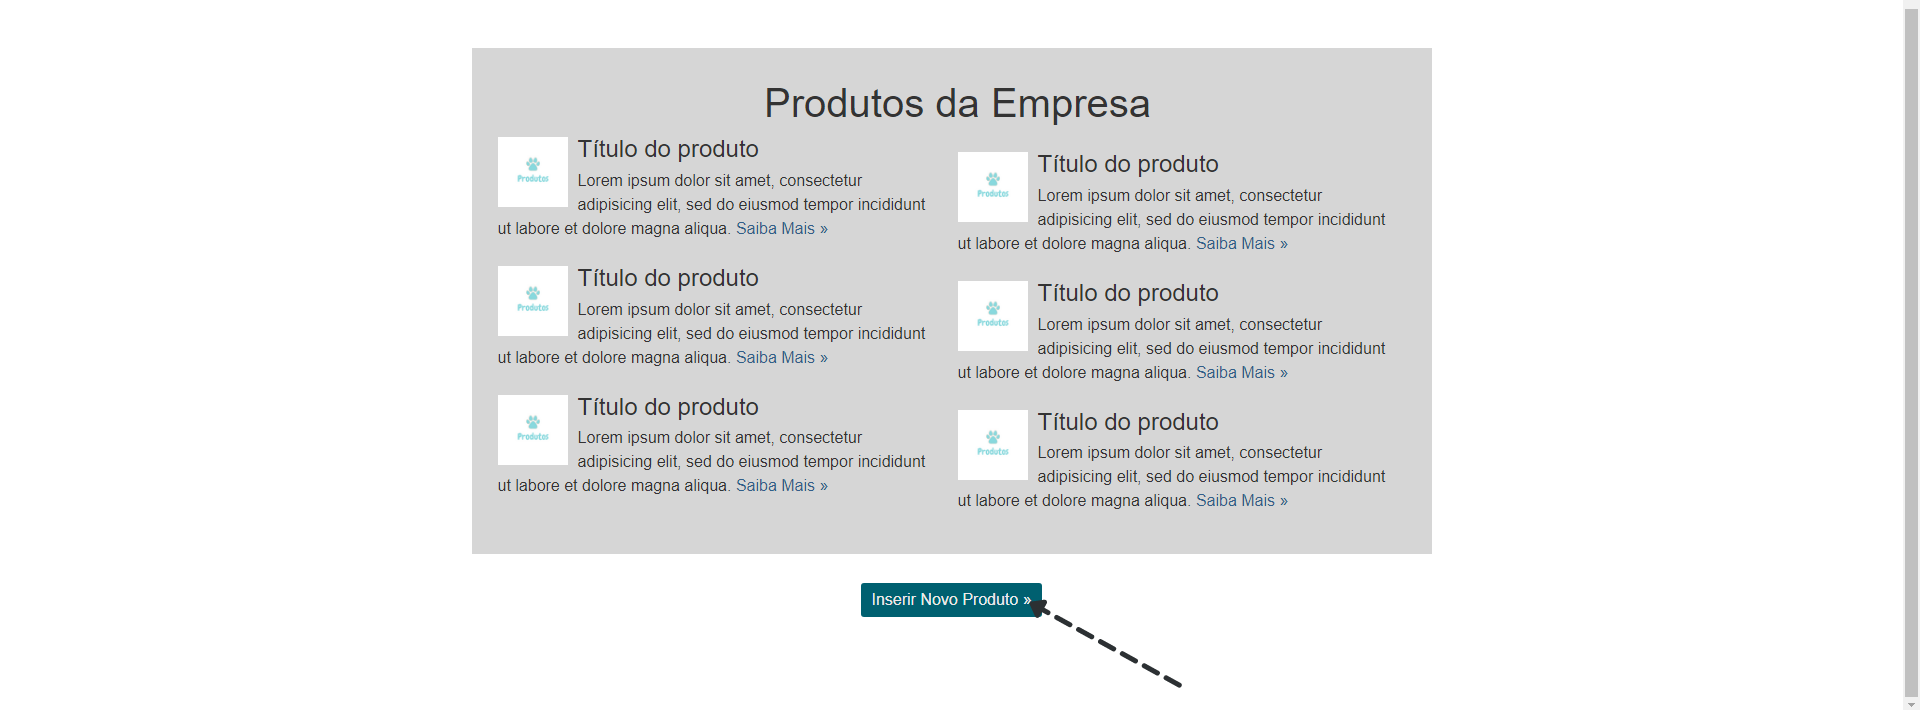 Produtos da Empresa
Produtos
Título do produto
Lorem ipsum dolor sit amet, consectetur
adipisicing elit, sed do eiusmod tempor incididunt
ut labore et dolore magna aliqua. Saiba Mais »
Produtos
Título do produto
Lorem ipsum dolor sit amet, consectetur
adipisicing elit, sed do eiusmod tempor incididunt
ut labore et dolore magna aliqua. Saiba Mais »
Produtos
Título do produto
Lorem ipsum dolor sit amet, consectetur
adipisicing elit, sed do eiusmod tempor incididunt
ut labore et dolore magna aliqua. Saiba Mais »
Produtos
Título do produto
Lorem ipsum dolor sit amet, consectetur
adipisicing elit, sed do eiusmod tempor incididunt
ut labore et dolore magna aliqua. Saiba Mais »
Produtos
Título do produto
Lorem ipsum dolor sit amet, consectetur
adipisicing elit, sed do eiusmod tempor incididunt
ut labore et dolore magna aliqua. Saiba Mais »
Produtos
Título do produto
Lorem ipsum dolor sit amet, consectetur
adipisicing elit, sed do eiusmod tempor incididunt
ut labore et dolore magna aliqua. Saiba Mais »
Inserir Novo Produto »